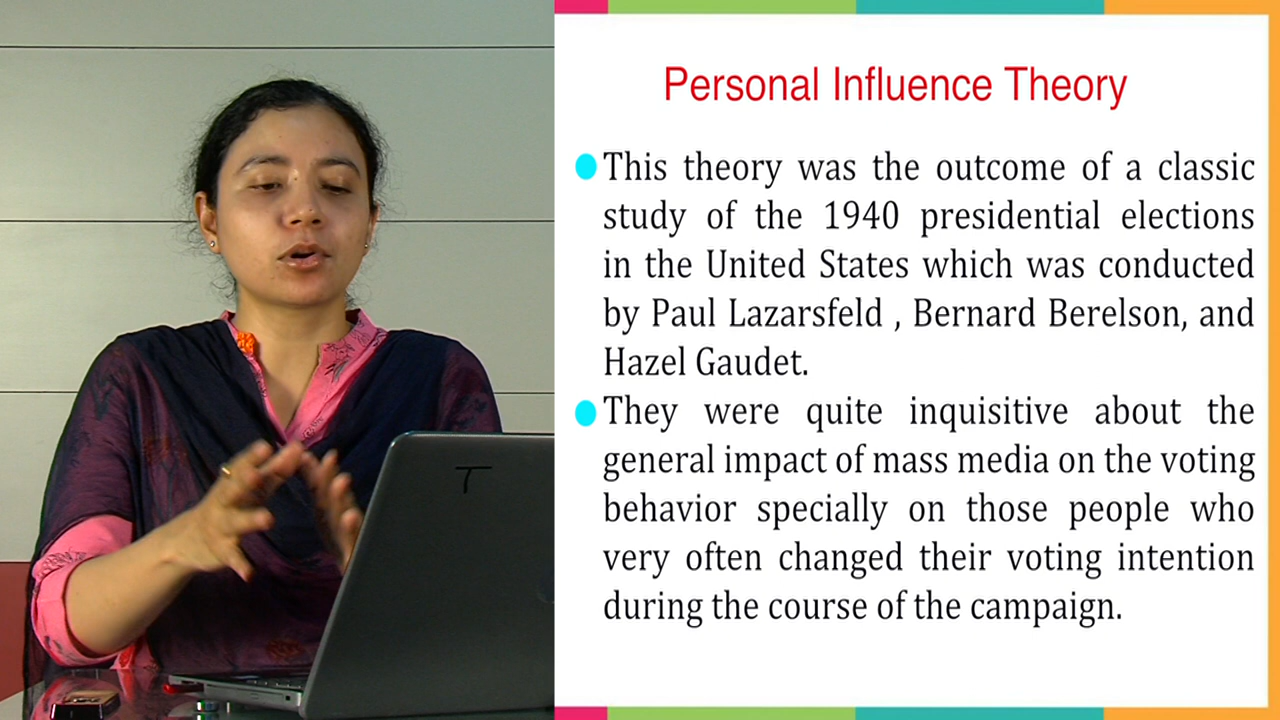 Personal Influence Theory
This theory was the outcome of a classic
study of the 1940 presidential elections
in the United States which was conducted
by Paul Lazarsfeld , Bernard Berelson, and
Hazel Gaudet.
They were quite inquisitive about the
general impact of mass media on the voting
behavior specially on those people who
very often changed their voting intention
during the course of the campaign.
T